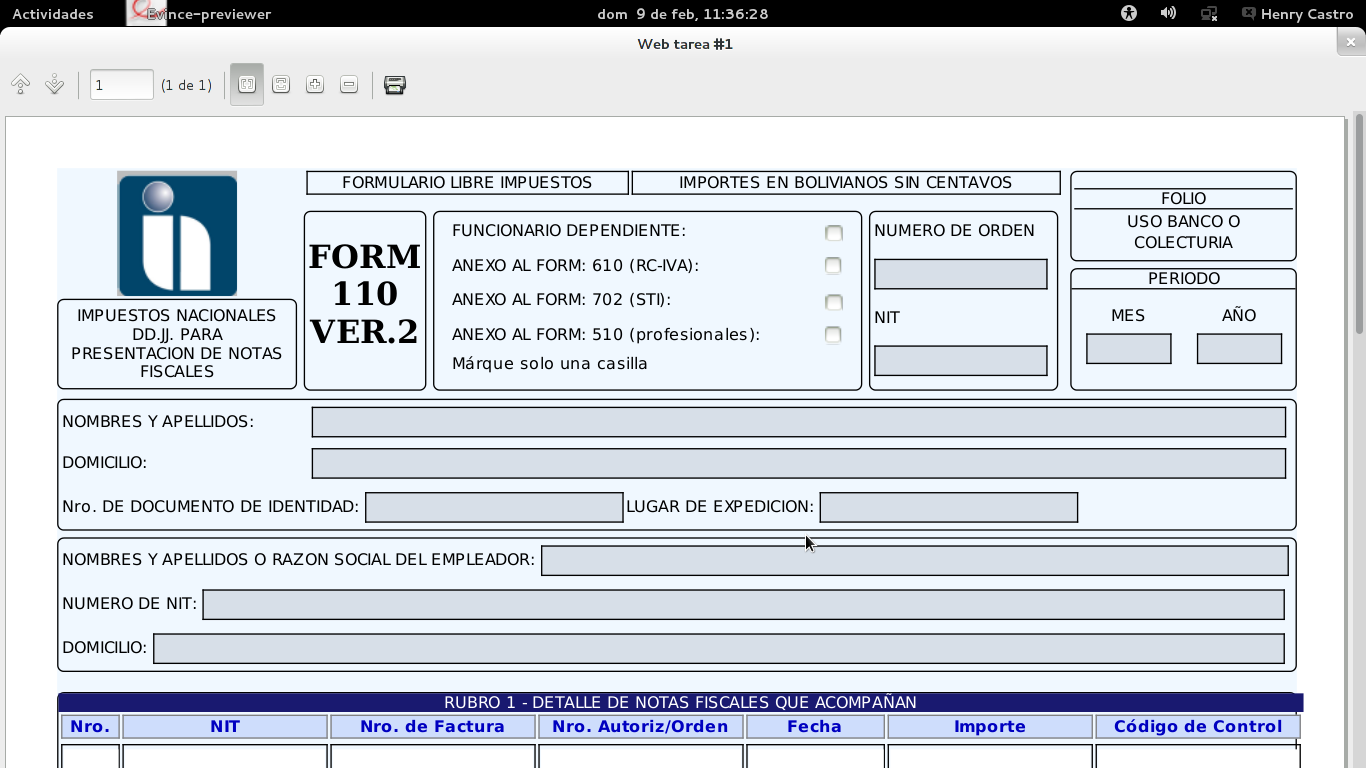 Actividades
Evince-previewer
dom  9 de feb, 11:36:28
Henry Castro
Web tarea #1
1
(1 de 1)
FORMULARIO LIBRE IMPUESTOS
IMPORTES EN BOLIVIANOS SIN CENTAVOS
FOLIO
USO BANCO O
COLECTURIA
FORM
110
VER.2
FUNCIONARIO DEPENDIENTE:
ANEXO AL FORM: 610 (RC-IVA):
ANEXO AL FORM: 702 (STI):
ANEXO AL FORM: 510 (profesionales):
Márque solo una casilla
NUMERO DE ORDEN
NIT
PERIODO
MES
AÑO
IMPUESTOS NACIONALES
DD.JJ. PARA
PRESENTACION DE NOTAS
FISCALES
NOMBRES Y APELLIDOS:
DOMICILIO:
Nro. DE DOCUMENTO DE IDENTIDAD:
LUGAR DE EXPEDICION:
NOMBRES Y APELLIDOS O RAZON SOCIAL DEL EMPLEADOR:
NUMERO DE NIT:
DOMICILIO:
RUBRO 1 - DETALLE DE NOTAS FISCALES QUE ACOMPAÑAN
Nro.
NIT
Nro. de Factura
Nro. Autoriz/Orden
Fecha
Importe
Código de Control